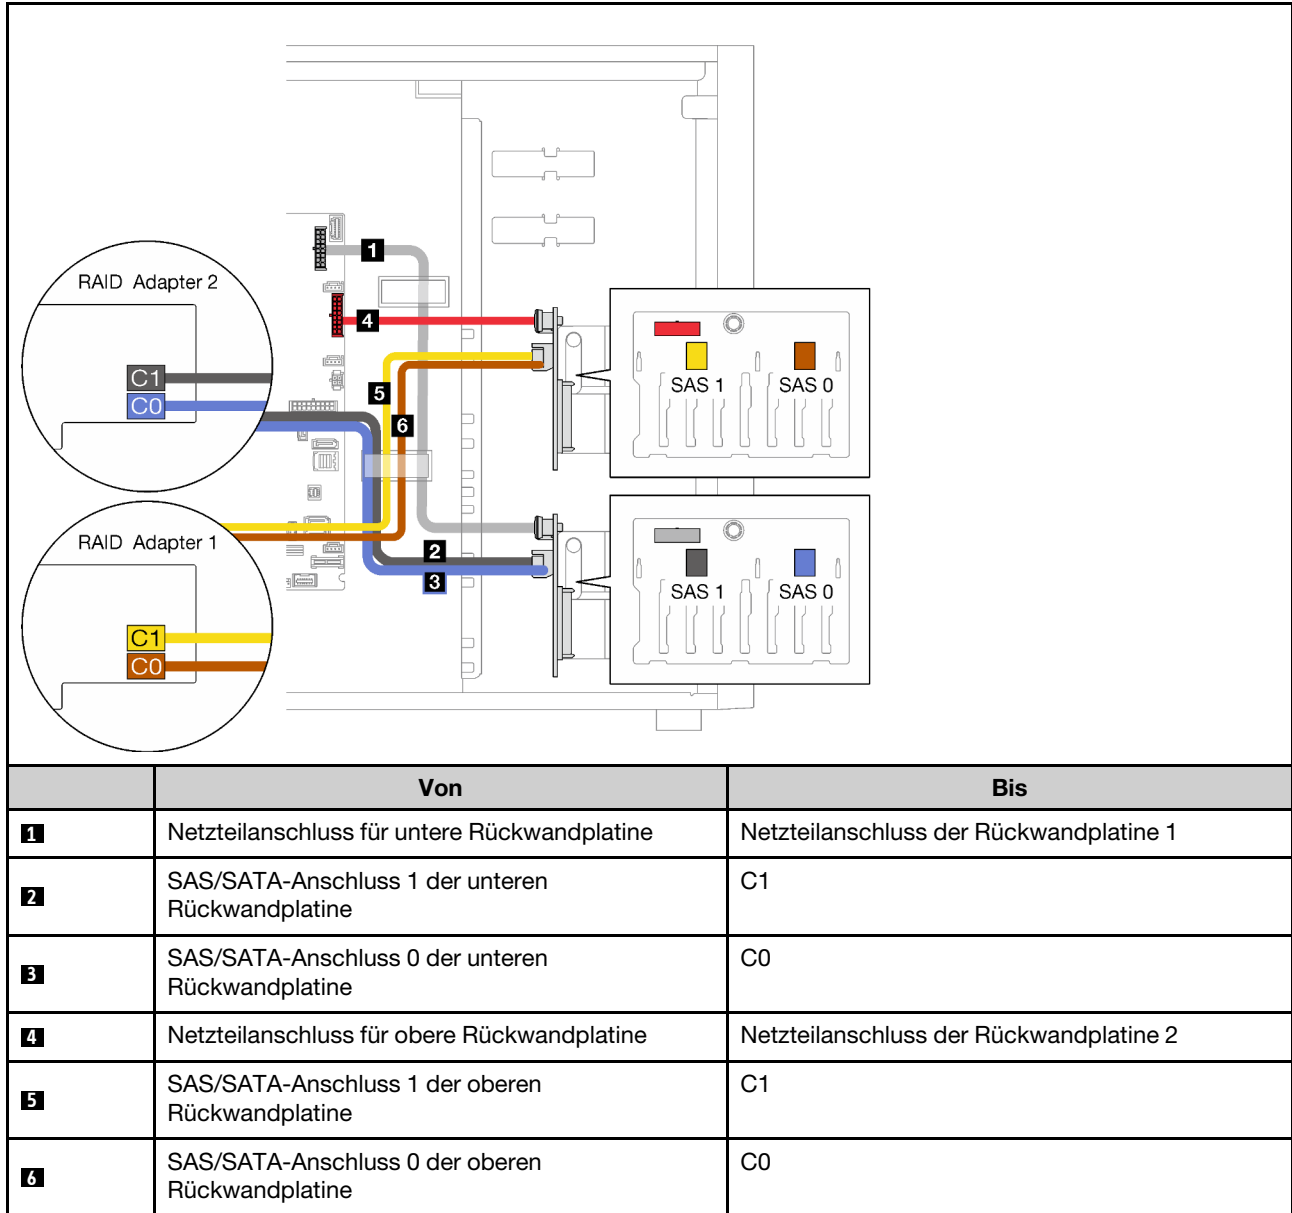 1
RAID Adapter 2
4
C1
C0
5
6
SAS 1 SAS 0
RAID Adapter 1
2
3
SAS 1 SAS 0
C1
C0
Von Bis
1 Netzteilanschluss für untere Rückwandplatine Netzteilanschluss der Rückwandplatine 1
2 SAS/SATA-Anschluss 1 der unteren C1
Rückwandplatine
3 SAS/SATA-Anschluss 0 der unteren C0
Rückwandplatine
4 Netzteilanschluss für obere Rückwandplatine Netzteilanschluss der Rückwandplatine 2
5 SAS/SATA-Anschluss 1 der oberen C1
Rückwandplatine
6 SAS/SATA-Anschluss 0 der oberen C0
Rückwandplatine